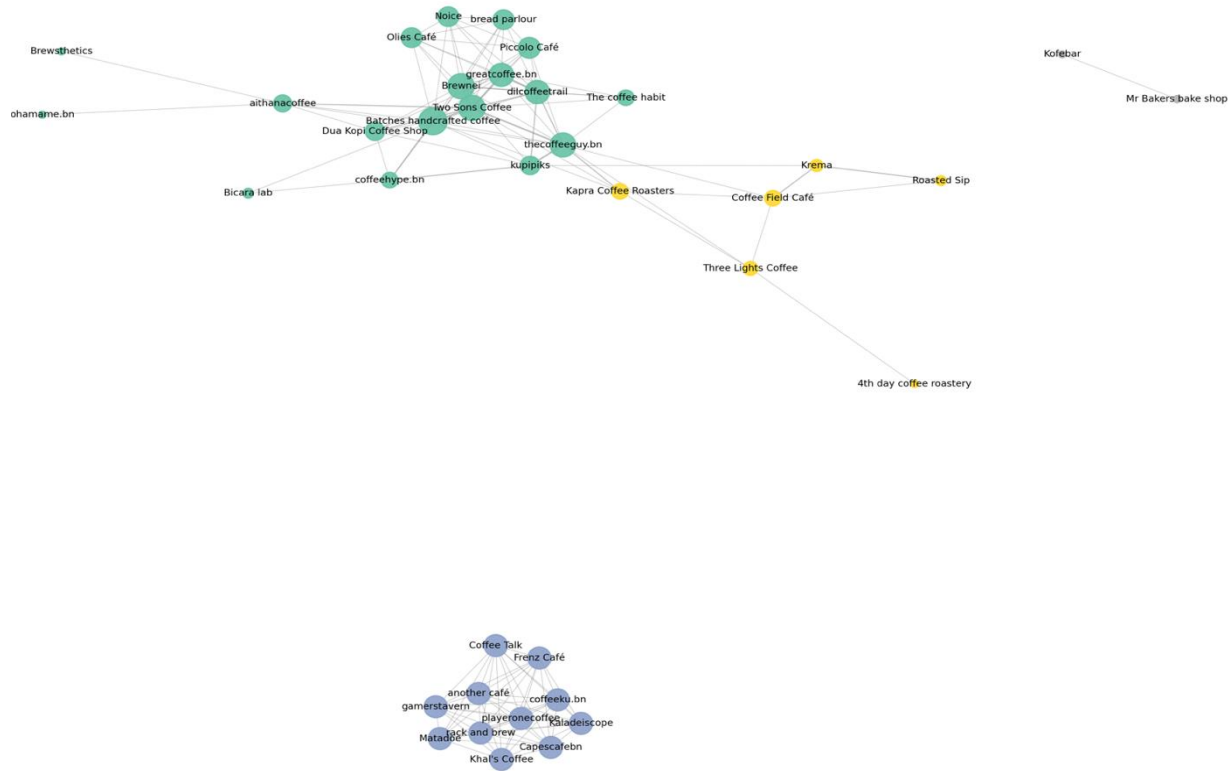 Noice
bread parlour
Olies Café
Piccolo Café
Brewsthetics
Kofebar
greatcoffee.bn
Brewner
dilcoffeetrail
The coffee habit
Mr Bakers bake shop
aithanacoffee
Two Sons Coffee
ohamame.bn
Batches handcrafted coffee
Dua Kopi Coffee Shop
thecoffeeguy.bn
kupipiks
Krema
coffeehype.bn
Roasted Sip
Bicara lab
Kapra Coffee Roasters
Coffee Field Café
Three Lights Coffee
4th day coffee roastery
Coffee Talk
Frenz Café
another café
coffeeku.bn
gamerstavern
playeronecoffee
Kaladeiscope
rack and brew
Matadoe
Capescafebn
Khal's Coffee